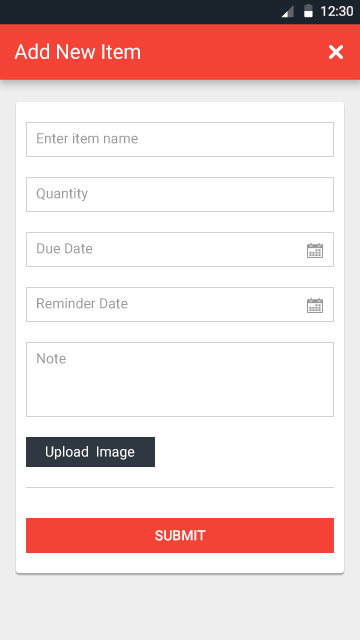 12:30
Add New Item
Enter item name
Quantity
Due Date
Reminder Date
Note
Upload Image
SUBMIT